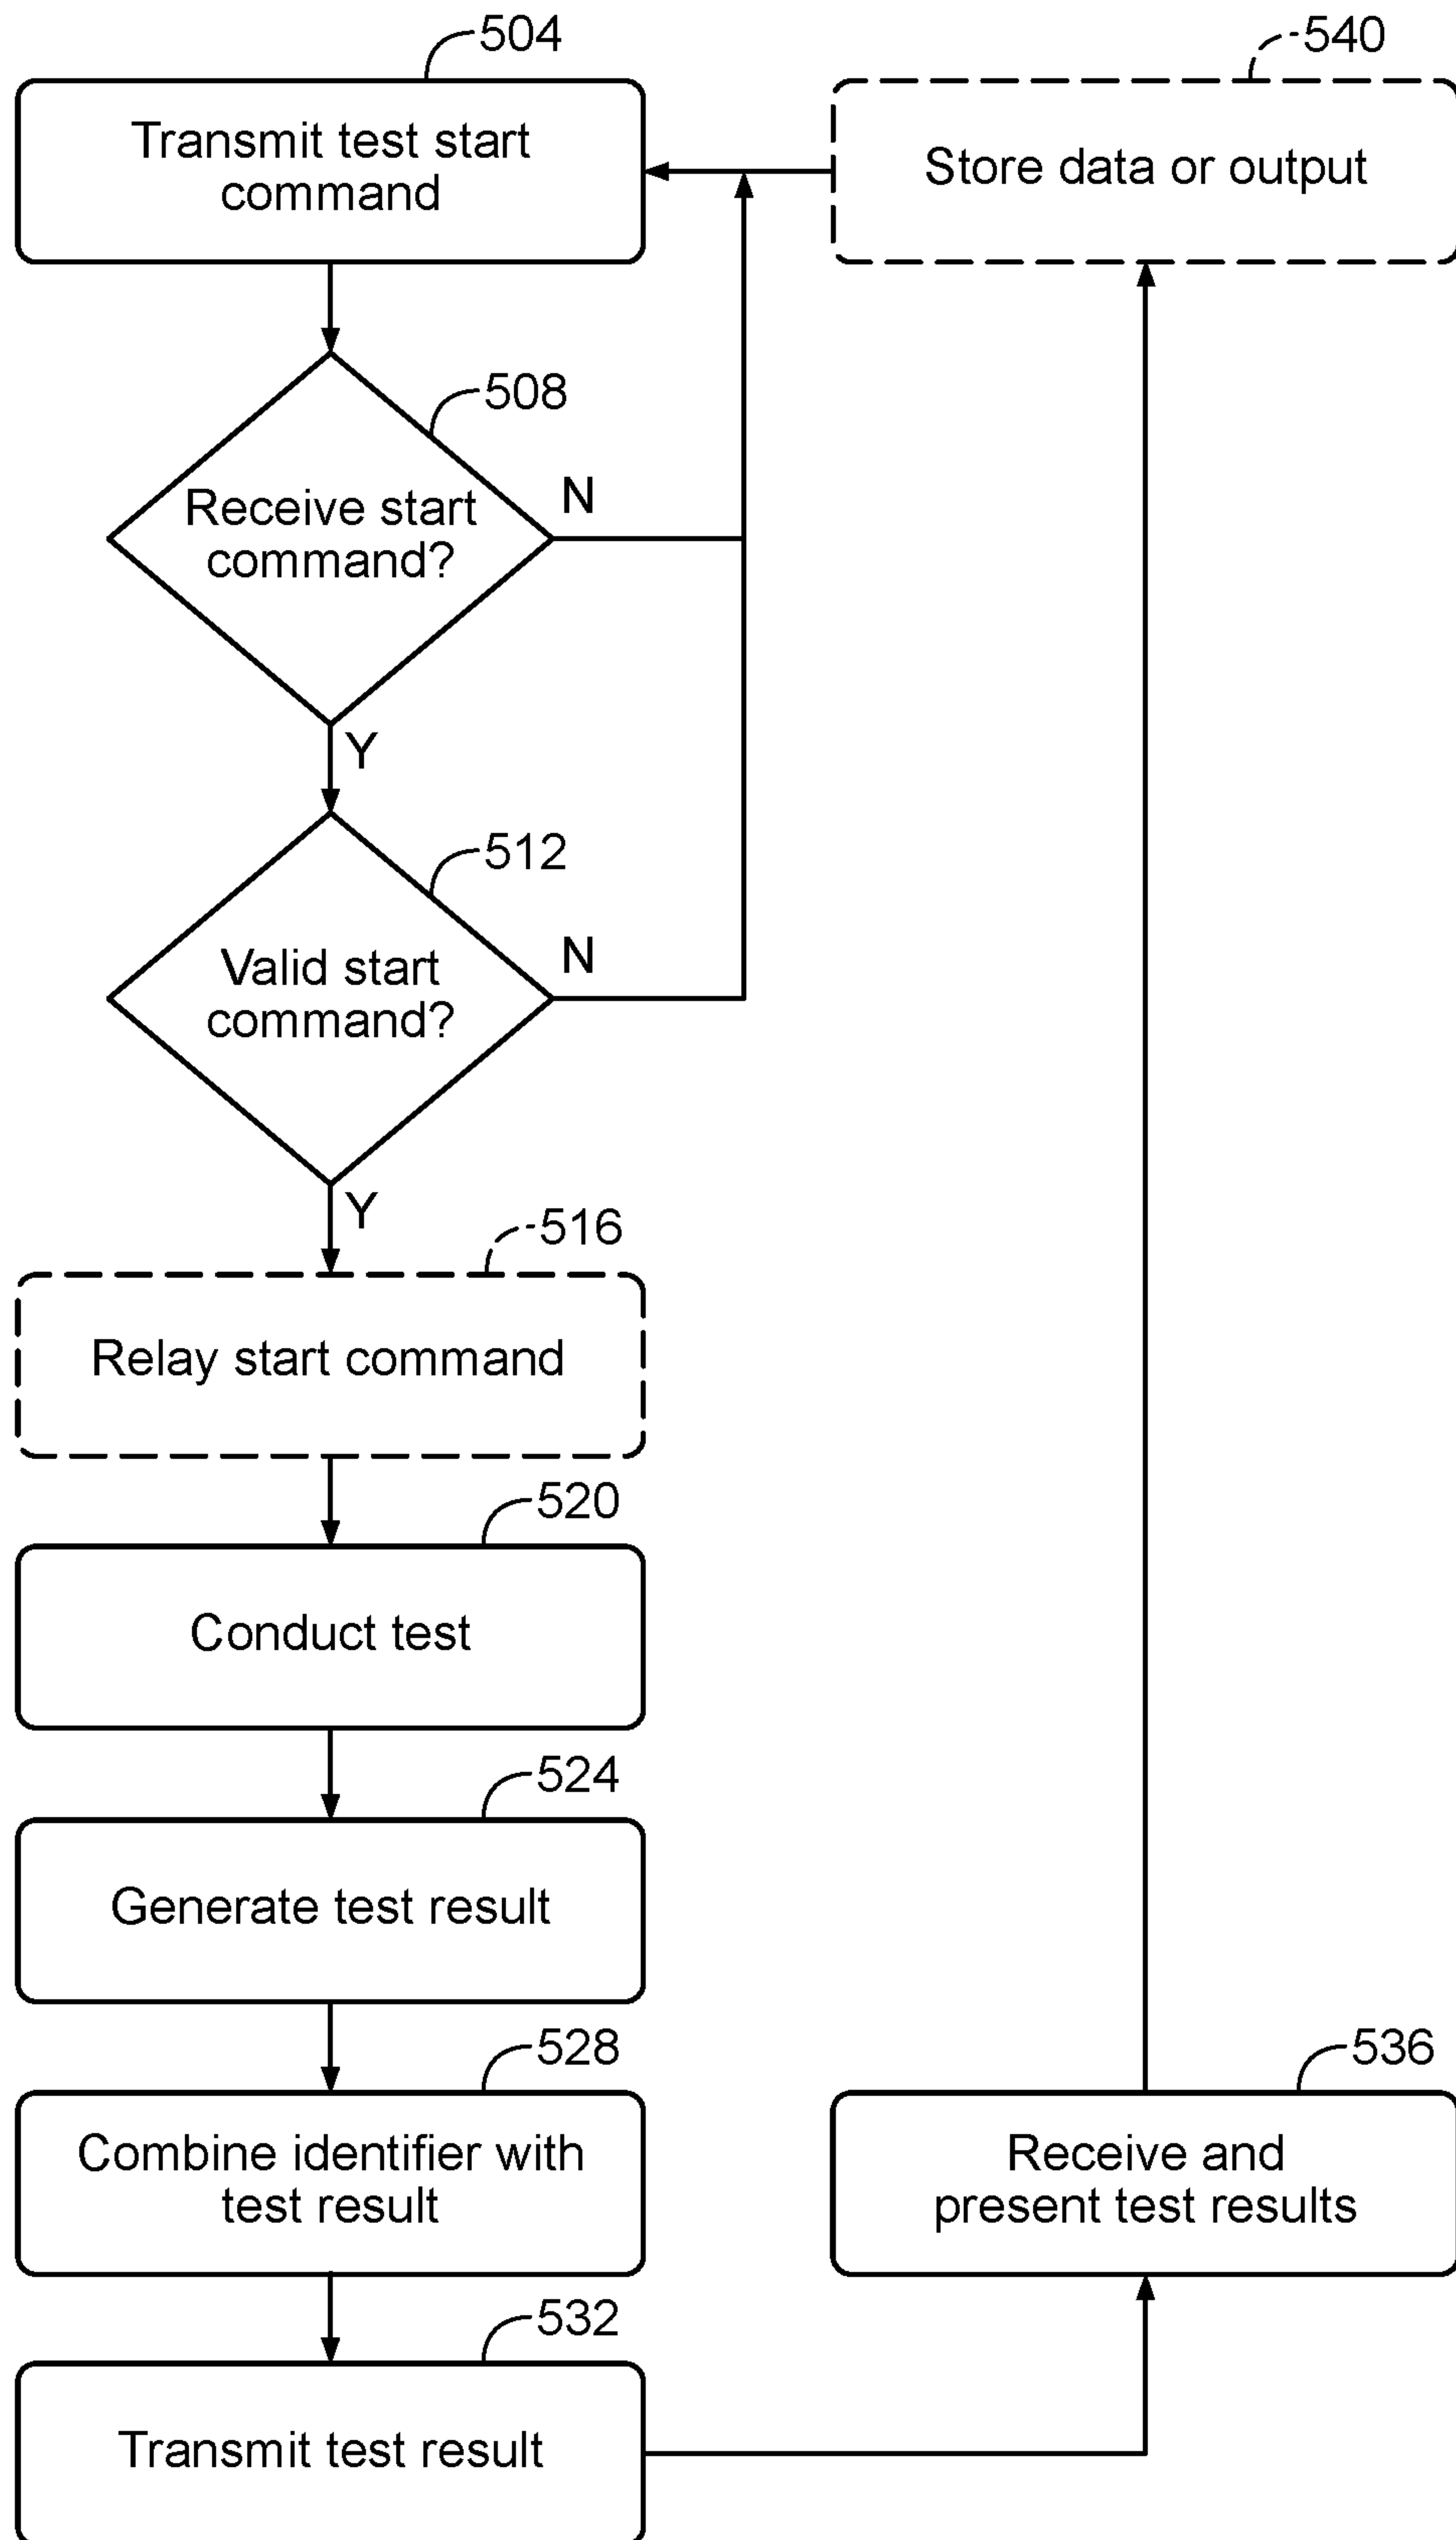 504
Transmit test start
command
540
Store data or output
508
Receive start
command?
N
Y
512
Valid start
command?
N
Y
516
Relay start command
520
Conduct test
524
Generate test result
528
Combine identifier with
test result
532
Transmit test result
536
Receive and
present test results